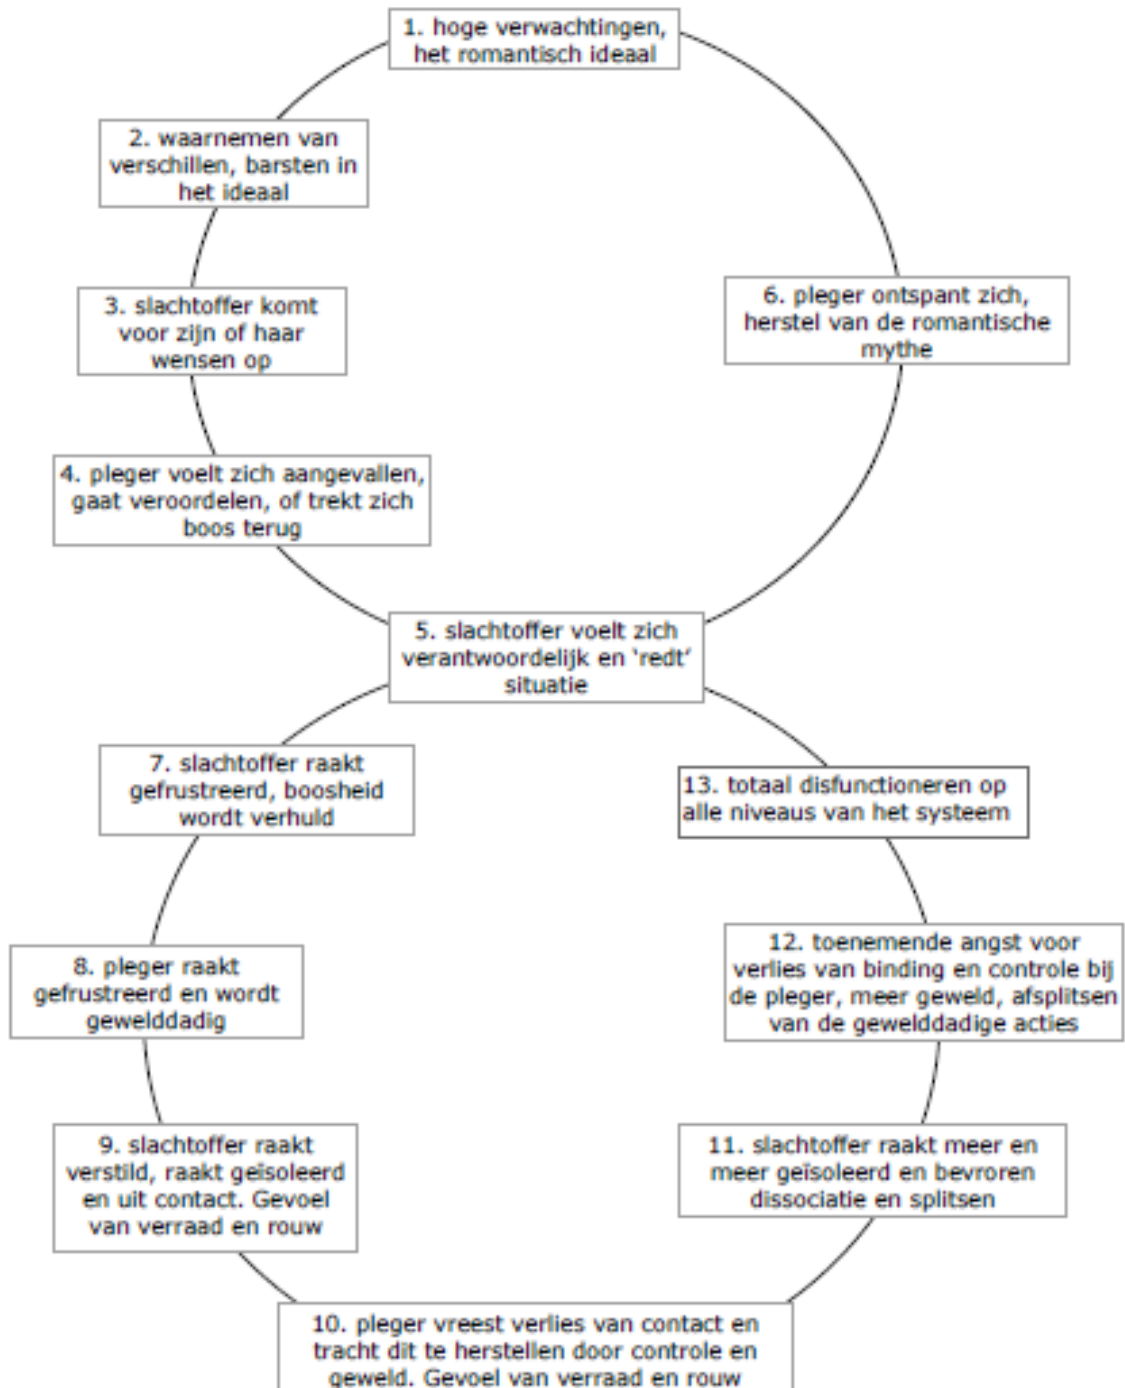 1. hoge verwachtingen,
het romantisch ideaal
2. waarnemen van
verschillen, barsten in
het ideaal
3. slachtoffer komt
voor zijn of haar
wensen op
4. pleger voelt zich aangevallen,
gaat veroordelen, of trekt zich
boos terug
5. slachtoffer voelt zich
verantwoordelijk en ‘redt’
situatie
6. pleger ontspant zich,
herstel van de romantische
mythe
7. slachtoffer raakt
gefrustreerd, boosheid
wordt verhuld
8. pleger raakt
gefrustreerd en wordt
gewelddadig
9. slachtoffer raakt
verstild, raakt geïsoleerd
en uit contact. Gevoel
van verraad en rouw
10. pleger vreest verlies van contact en
tracht dit te herstellen door controle en
geweld. Gevoel van verraad en rouw
11. slachtoffer raakt meer en
meer geïsoleerd en bevroren
dissociatie en splitsen
12. toenemende angst voor
verlies van binding en controle bij
de pleger, meer geweld, afsplitsen
van de gewelddadige acties
13. totaal disfunctioneren op
alle niveaus van het systeem